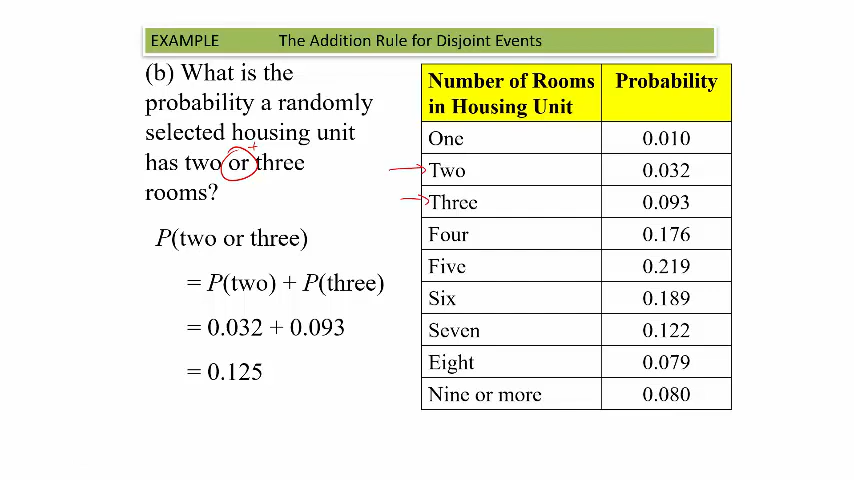 EXAMPLE The Addition Rule for Disjoint Events
(b) What is the
probability a randomly
selected housing unit
has two or three
rooms?
+
P(two or three)
= P(two) + P(three)
= 0.032 + 0.093
= 0.125
Number of Rooms
in Housing Unit
Probability
One 0.010
Two 0.032
Three 0.093
Four 0.176
Five 0.219
Six 0.189
Seven 0.122
Eight 0.079
Nine or more 0.080